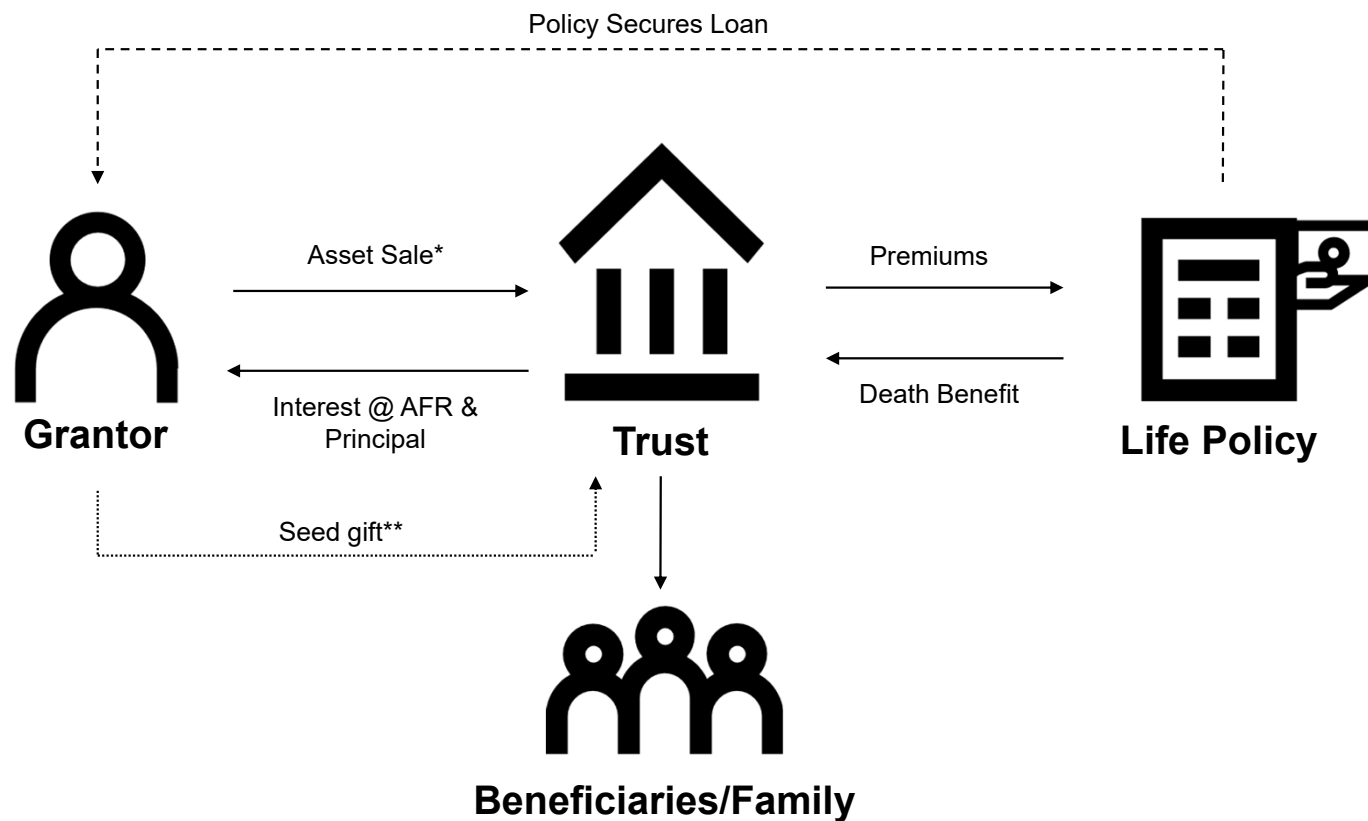 Policy Secures Loan
Asset Sale*
Premiums
Interest @ AFR &
Principal
Death Benefit
Grantor
Trust
Life Policy
Seed gift**
Beneficiaries/Family